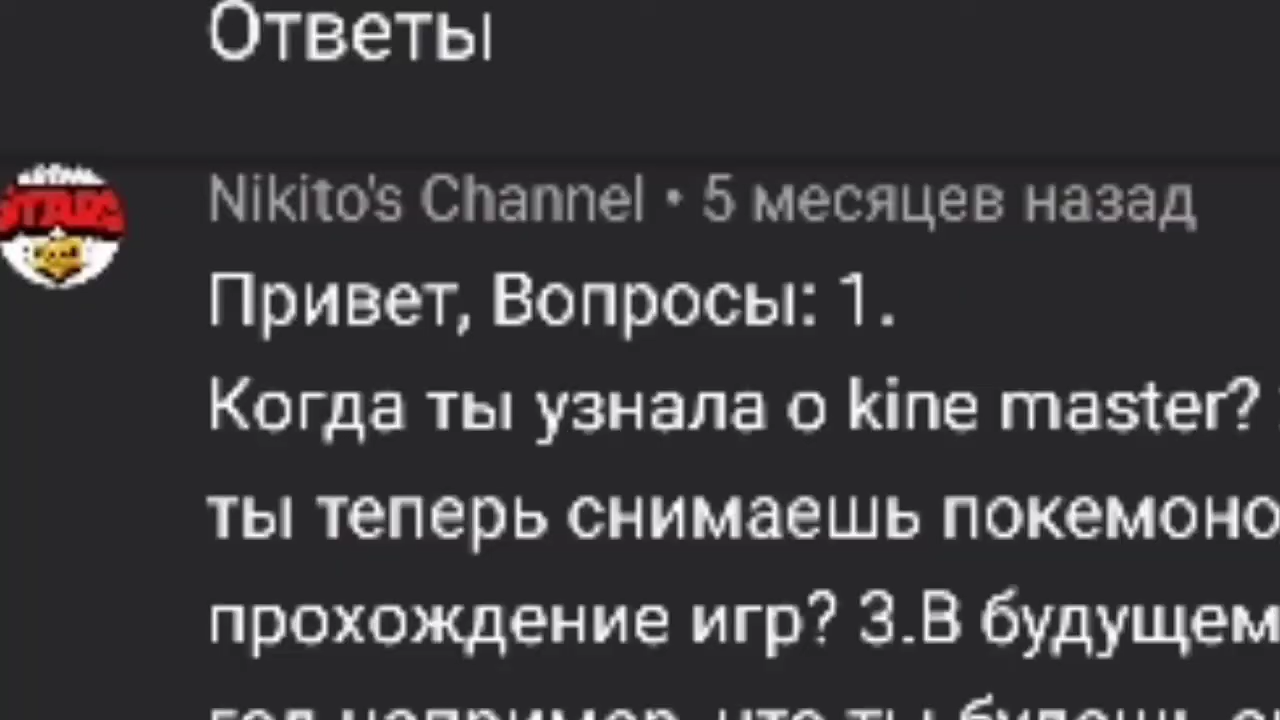 Ответы
Nikito's Channel • 5 месяцев назад
Привет, Вопросы: 1.
Когда ты узнала о kine master?
ты теперь снимаешь
прохождение игр? 3.В будущем